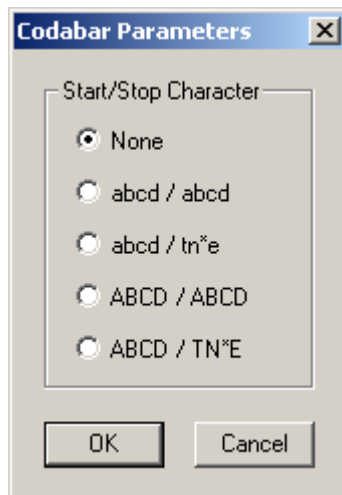 Codabar Parameters
Start/Stop Character
None
abcd / abcd
abcd / tn*e
ABCD / ABCD
ABCD / TN*E
OK
Cancel